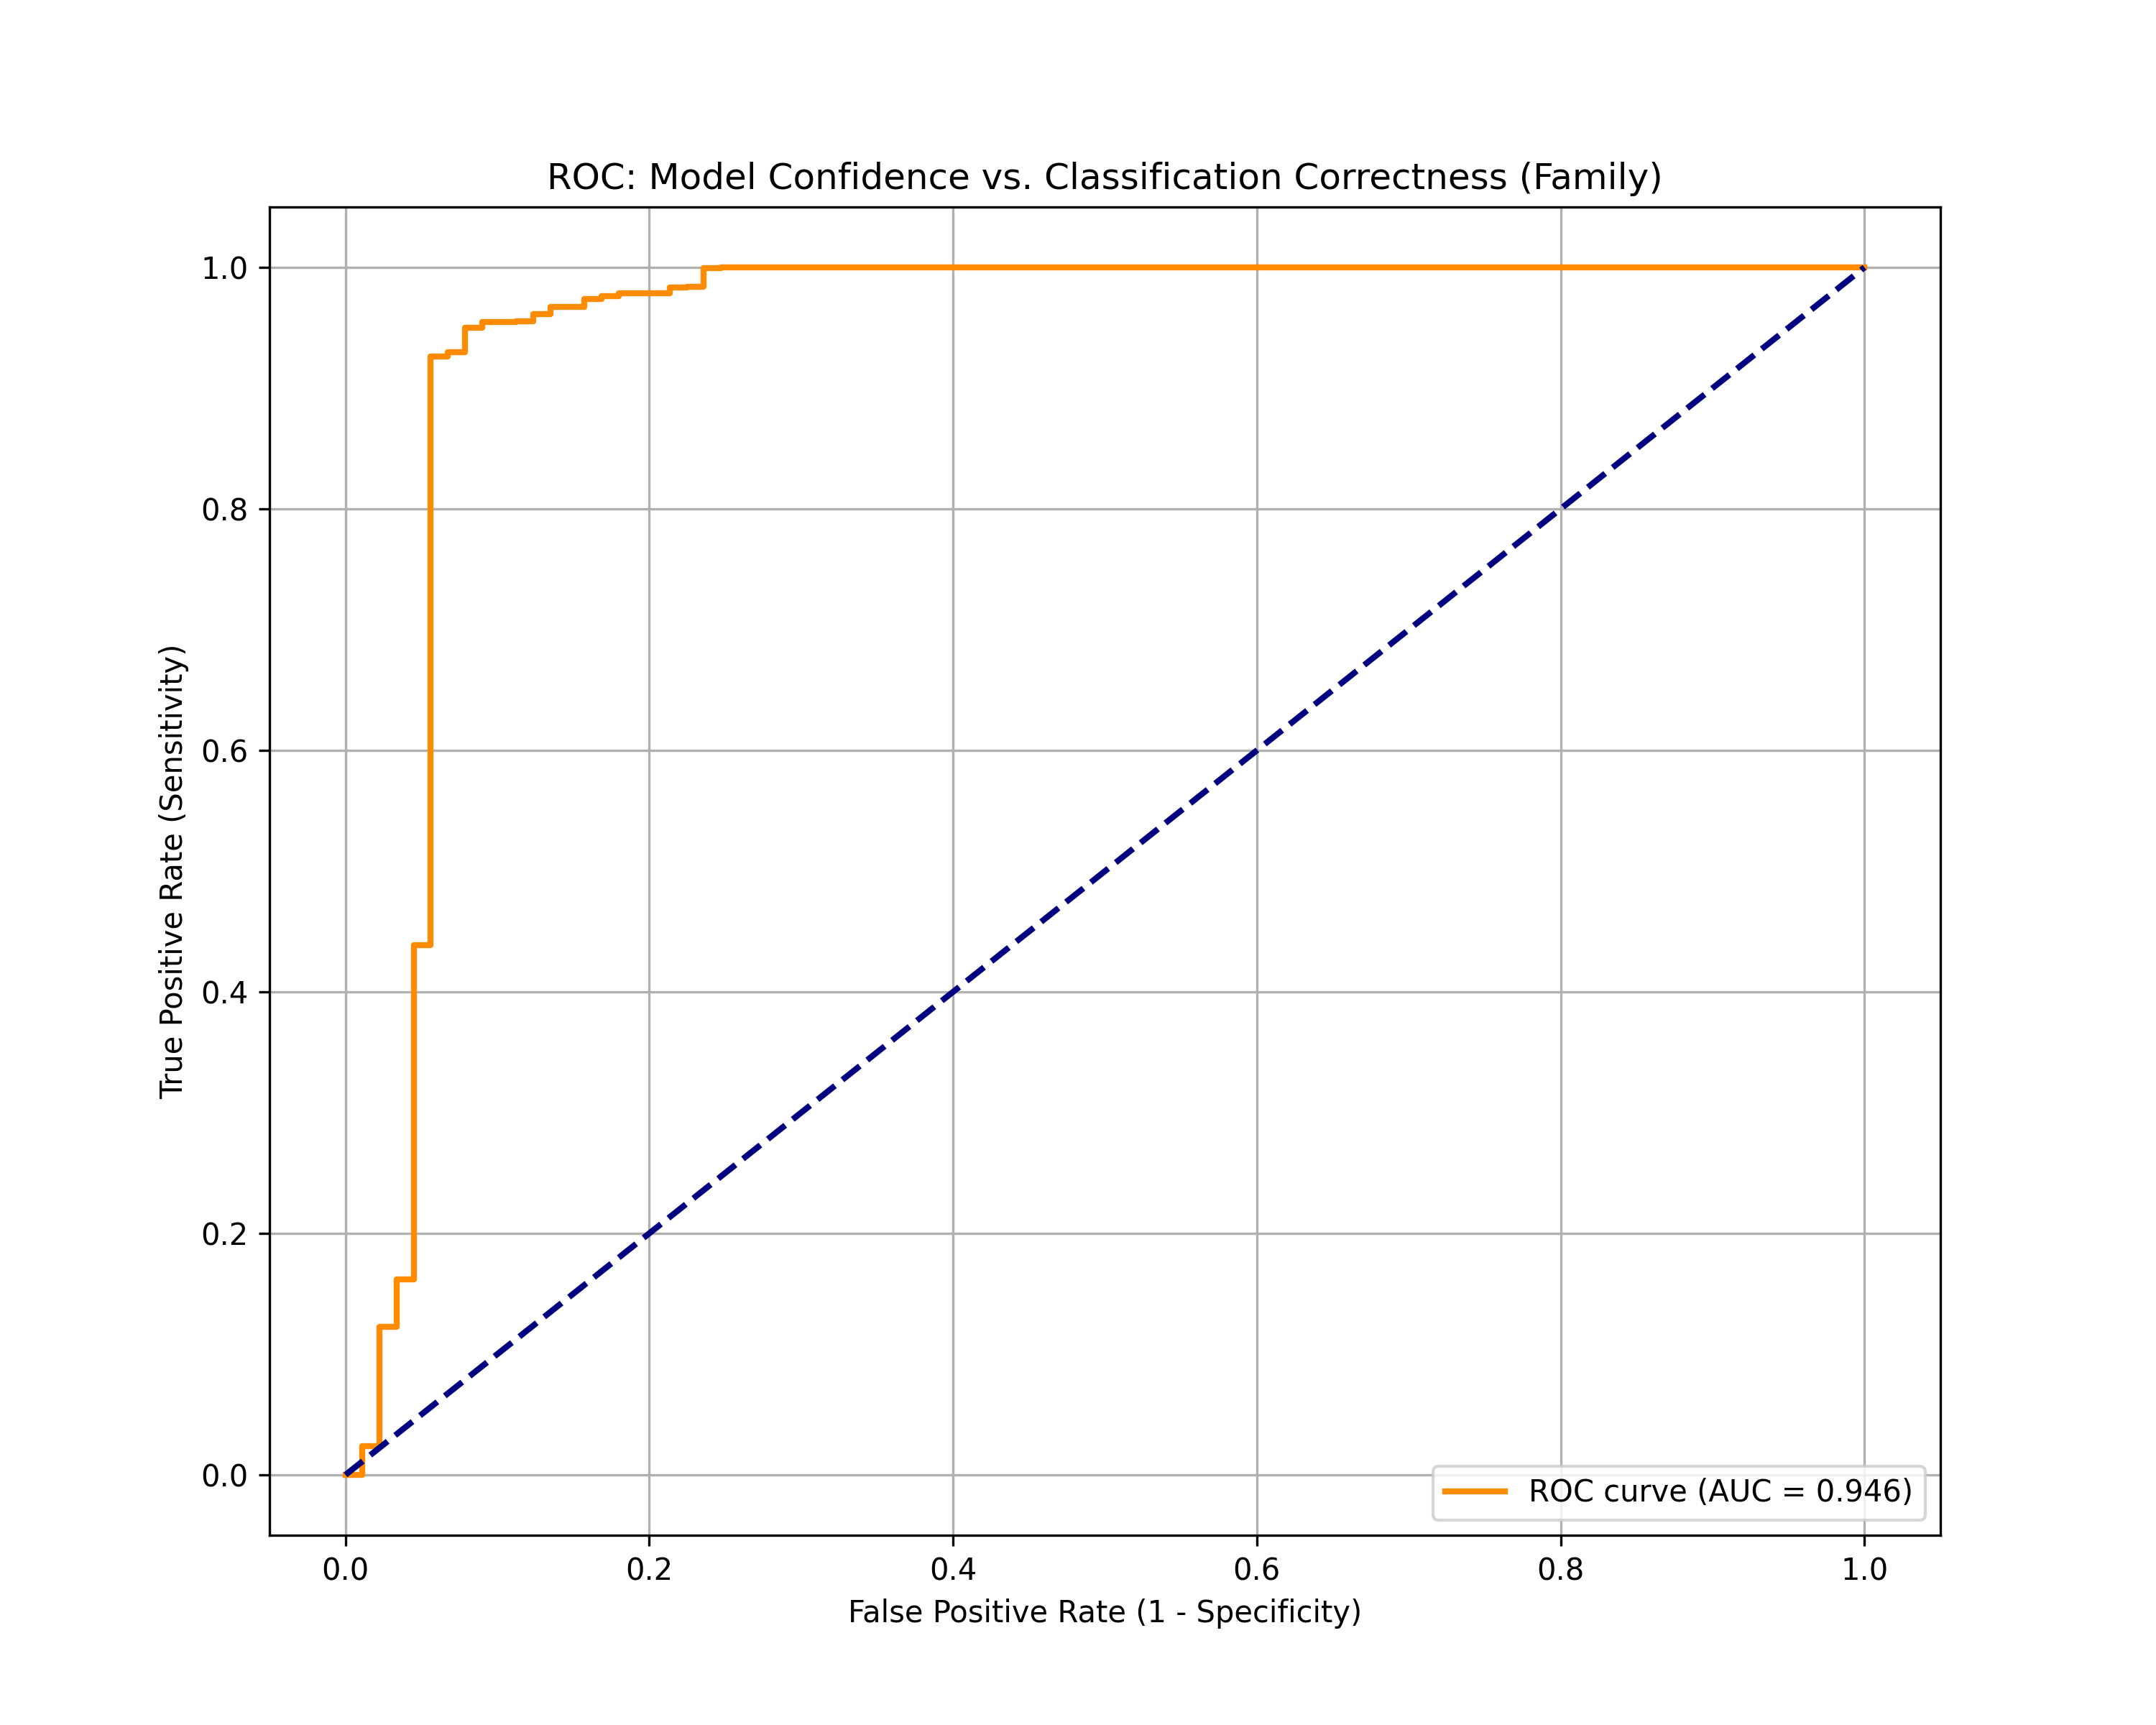 ROC: Model Confidence vs. Classification Correctness (Family)
True Positive Rate (Sensitivity)
1.0
0.8
0.6
0.4
0.2
0.0
ROC curve (AUC = 0.946)
0.0 0.2 0.4 0.6 0.8 1.0
False Positive Rate (1 - Specificity)